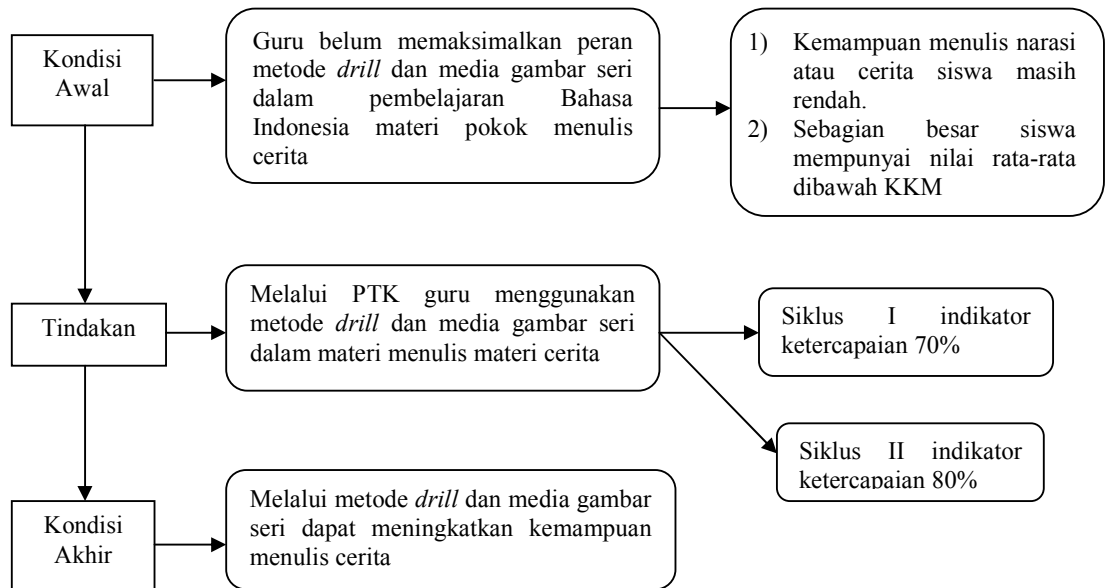 Kondisi
Awal
Guru belum memaksimalkan peran
metode drill dan media gambar seri
dalam pembelajaran Bahasa
Indonesia materi pokok menulis
cerita
1) Kemampuan menulis narasi
atau cerita siswa masih
rendah.
2) Sebagian besar siswa
mempunyai nilai rata-rata
dibawah KKM
Tindakan
Melalui PTK guru menggunakan
metode drill dan media gambar seri
dalam materi menulis materi cerita
Siklus I indikator
ketercapaian 70%
Siklus II indikator
ketercapaian 80%
Kondisi
Akhir
Melalui metode drill dan media gambar
seri dapat meningkatkan kemampuan
menulis cerita